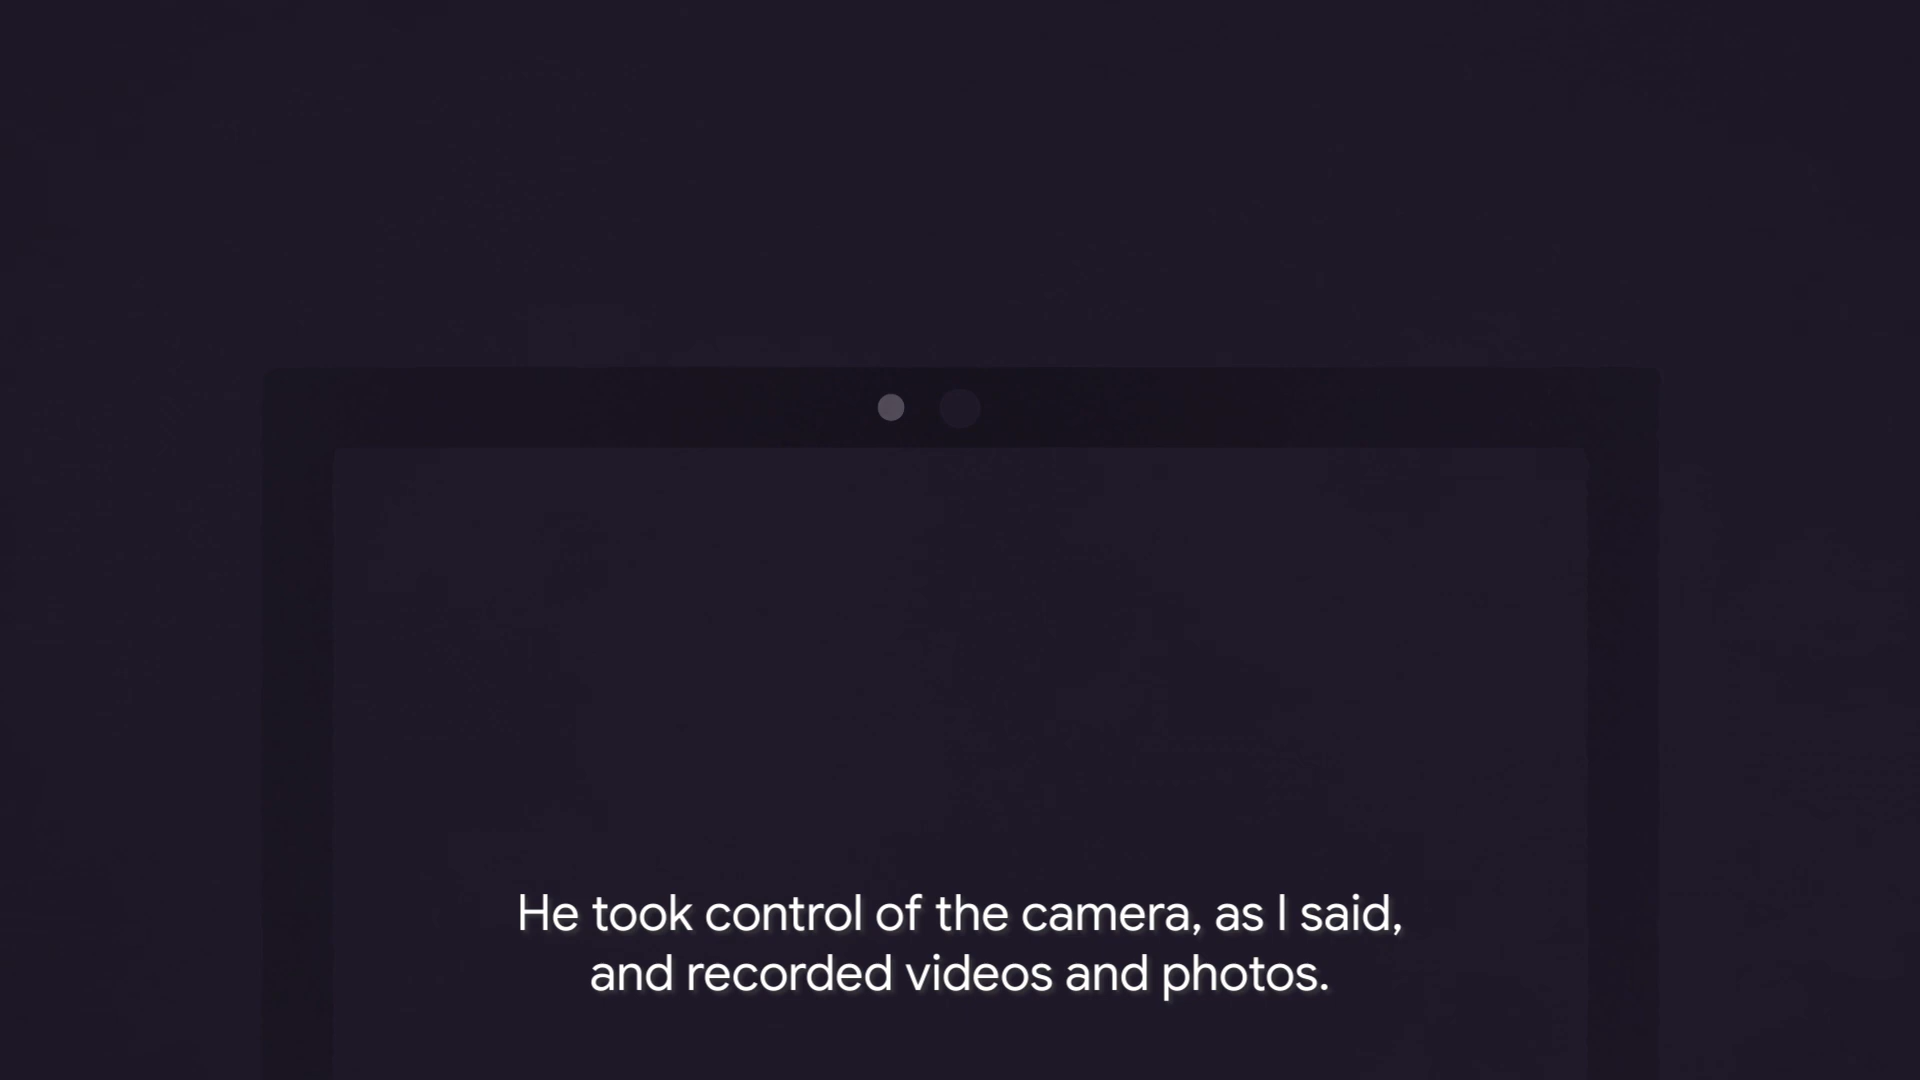 He took control of the camera, as I said,
and recorded videos and photos.